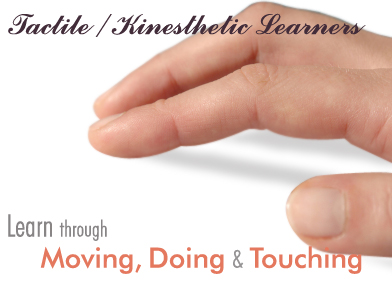 Tactile / Kinesthetic Learners
Learn through
Moving, Doing & Touching